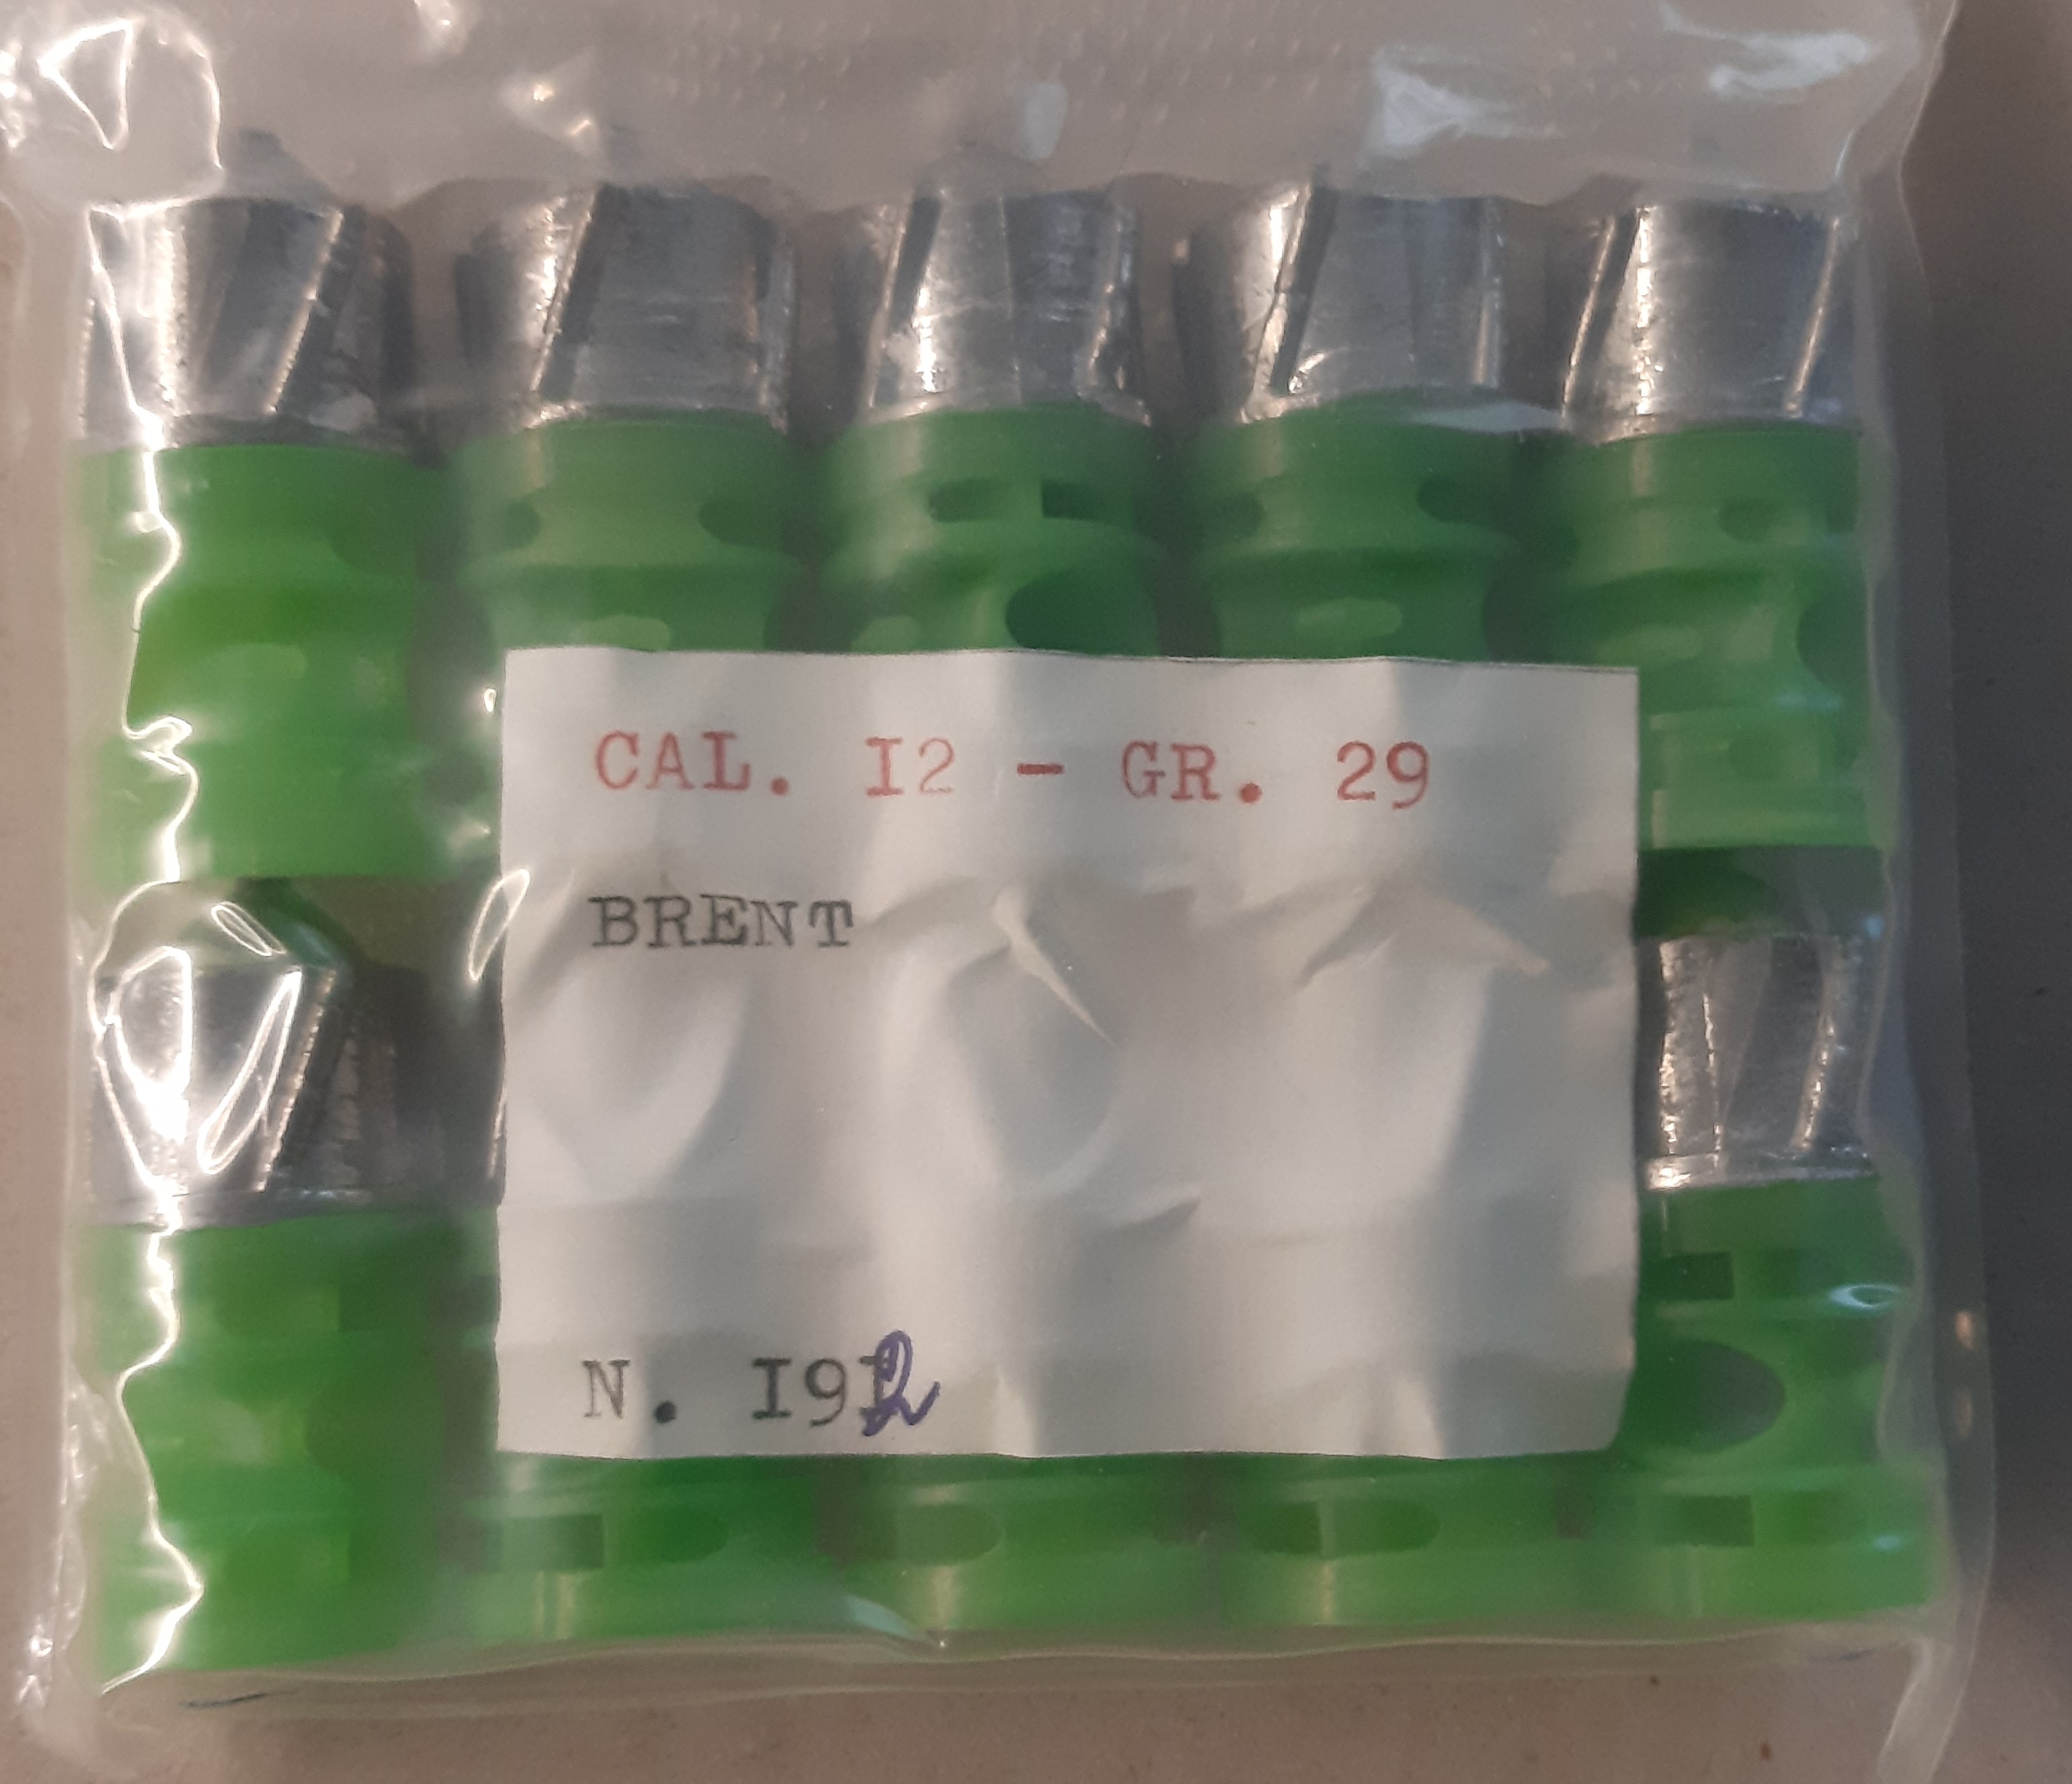 CAL. I2 - GR. 29
BRENT
N. I92